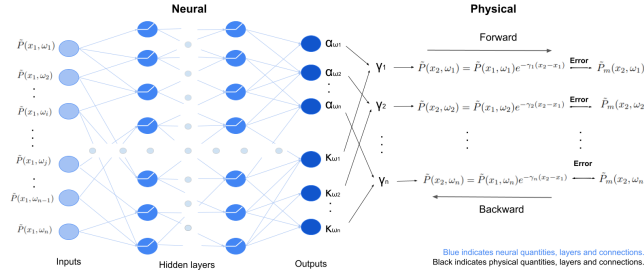 Neural
Physical
P̃(x₁, ω₁)
P̃(x₁, ω₂)
P̃(x₁, ωᵢ)
P̃(x₁, ωⱼ)
P̃(x₁, ωₙ₋₁)
P̃(x₁, ωₙ)
αω₁
αω₂
αωₙ
κω₁
κω₂
κωₙ
γ₁
γ₂
γₙ
Forward
P̃(x₂, ω₁) = P̃(x₁, ω₁)e^{-γ₁(x₂-x₁)} Error P̃ₘ(x₂, ω₁)
P̃(x₂, ω₂) = P̃(x₁, ω₂)e^{-γ₂(x₂-x₁)} Error P̃ₘ(x₂, ω₂
P̃(x₂, ωₙ) = P̃(x₁, ωₙ)e^{-γₙ(x₂-x₁)} Error P̃ₘ(x₂, ωₙ
Backward
Inputs
Hidden layers
Outputs
Blue indicates neural quantities, layers and connections.
Black indicates physical quantities, layers and connections.